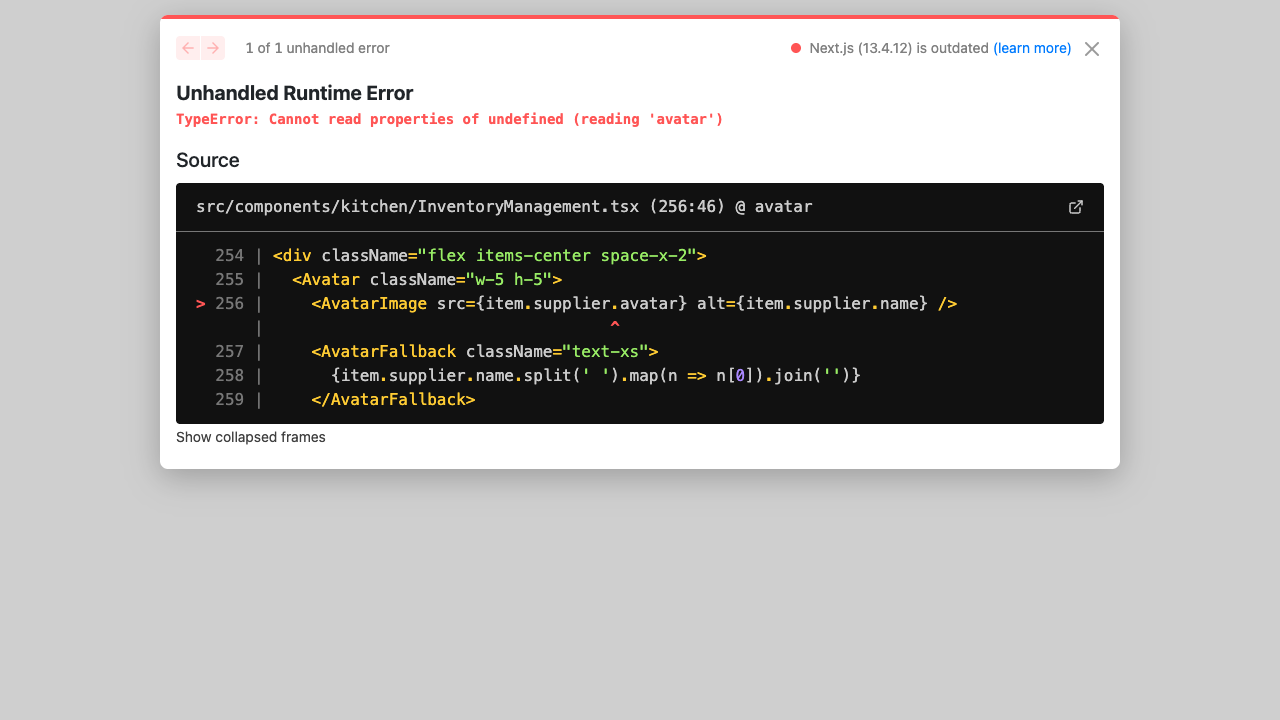 1 of 1 unhandled error
Next.js (13.4.12) is outdated (learn more)
Unhandled Runtime Error
TypeError: Cannot read properties of undefined (reading 'avatar')
Source
src/components/kitchen/InventoryManagement.tsx (256:46) @ avatar
254 | <div className="flex items-center space-x-2">
255 |   <Avatar className="w-5 h-5">
> 256 |     <AvatarImage src={item.supplier.avatar} alt={item.supplier.name} />
|                                    ^
257 |     <AvatarFallback className="text-xs">
258 |       {item.supplier.name.split(' ').map(n => n[0]).join('')}
259 |     </AvatarFallback>
Show collapsed frames